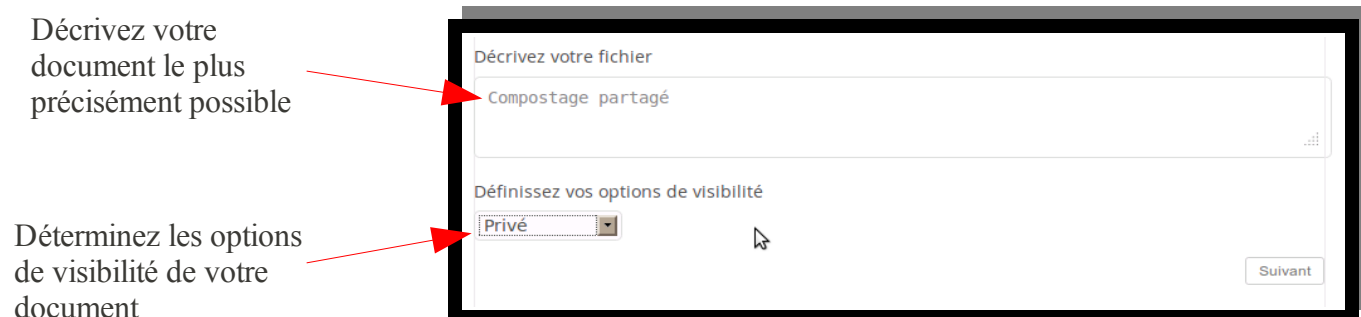 Décrivez votre
document le plus
précisément possible
Décrivez votre fichier
Compostage partagé
Déterminez les options
de visibilité de votre
document
Définissez vos options de visibilité
Privé
Suivant